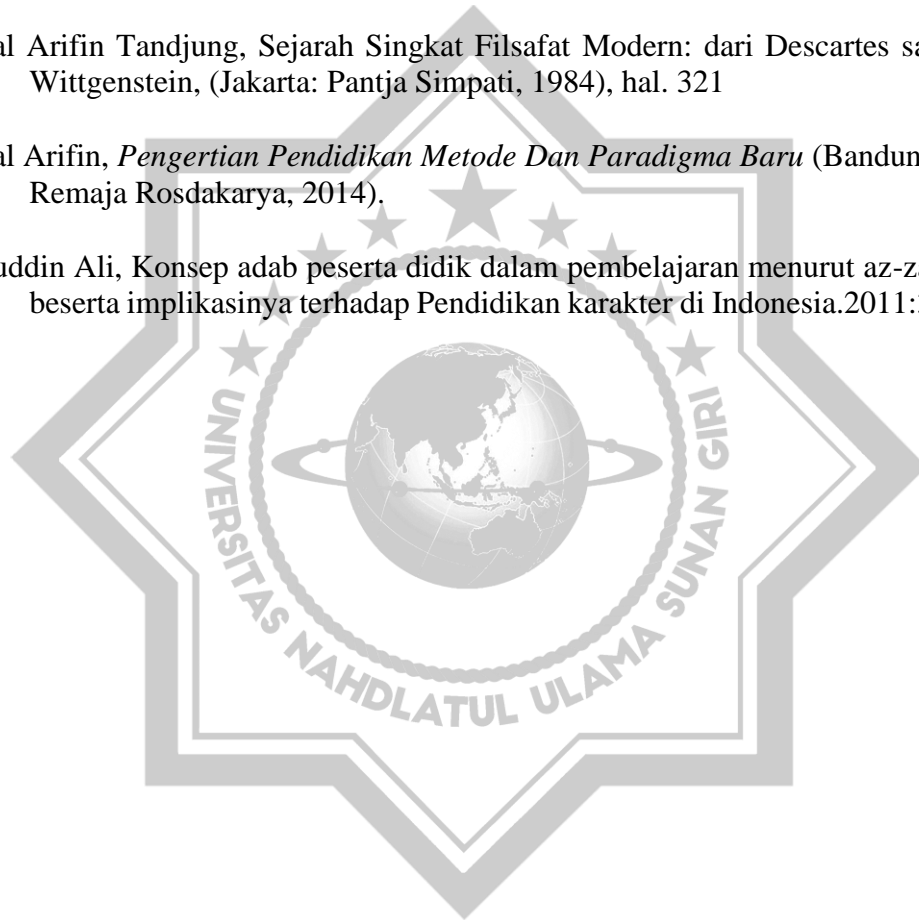 al Arifin Tandjung, Sejarah Singkat Filsafat Modern: dari Descartes sa
Wittgenstein, (Jakarta: Pantja Simpati, 1984), hal. 321
al Arifin, Pengertian Pendidikan Metode Dan Paradigma Baru (Bandun
Remaja Rosdakarya, 2014).
uddin Ali, Konsep adab peserta didik dalam pembelajaran menurut az-za
beserta implikasinya terhadap Pendidikan karakter di Indonesia.2011:
UNIVERSITAS NAHDLATUL ULAMA SUNAN GIRI